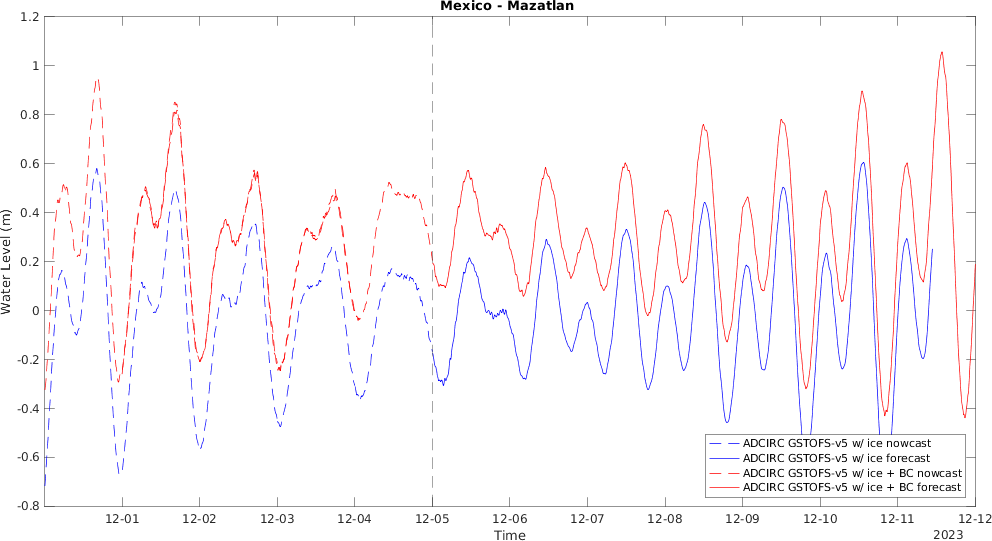 Mexico - Mazatlan
1.2
1
0.8
0.6
0.4
0.2
0
-0.2
-0.4
-0.6
-0.8
Water Level (m)
ADCIRC GSTOFS-v5 w/ ice nowcast
ADCIRC GSTOFS-v5 w/ ice forecast
ADCIRC GSTOFS-v5 w/ ice + BC nowcast
ADCIRC GSTOFS-v5 w/ ice + BC forecast
12-01 12-02 12-03 12-04 12-05 12-06 12-07 12-08 12-09 12-10 12-11 12-12
Time
2023